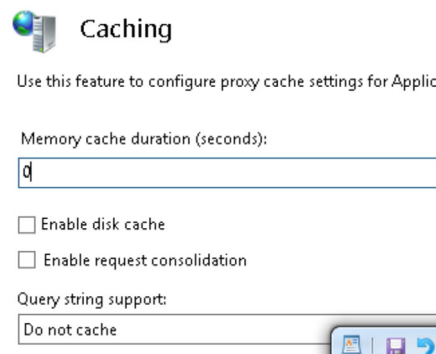 Caching
Use this feature to configure proxy cache settings for Applic
Memory cache duration (seconds):
0
Enable disk cache
Enable request consolidation
Query string support:
Do not cache